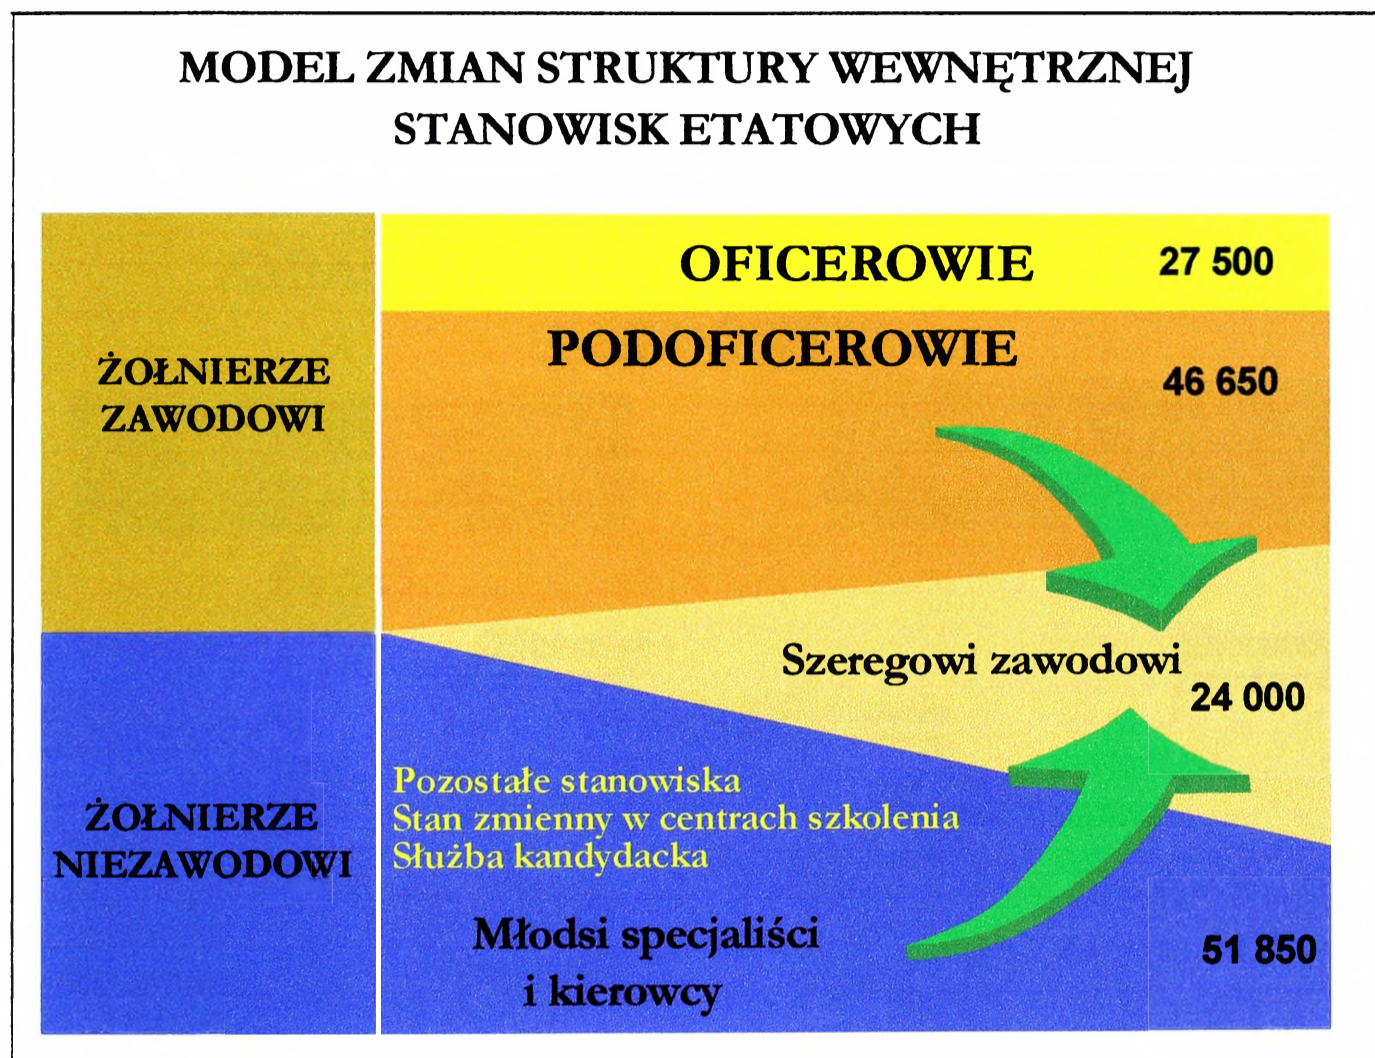 MODEL ZMIAN STRUKTURY WEWNĘTRZNEJ
STANOWISK ETATOWYCH
ŻOŁNIERZE
ZAWODOWI
OFICEROWIE 27 500
PODOFICEROWIE
46 650
Szeregowi zawodowi
24 000
ŻOŁNIERZE
NIEZAWODOWI
Pozostałe stanowiska
Stan zmienny w centrach szkolenia
Służba kandydacka
Młodsi specjaliści
i kierowcy
51 850